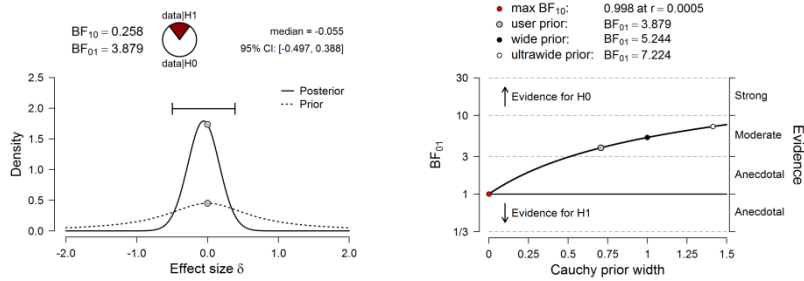 data|H1
BF₁₀ = 0.258
BF₀₁ = 3.879
data|H0
median = -0.055
95% CI: [-0.497, 0.388]
2.5
2.0
1.5
1.0
0.5
0.0
Density
Posterior
Prior
-2.0
-1.0
0.0
1.0
2.0
Effect size δ
max BF₁₀: 0.998 at r = 0.0005
user prior: BF₀₁ = 3.879
wide prior: BF₀₁ = 5.244
ultrawide prior: BF₀₁ = 7.224
30
10
3
1
1/3
BF₀₁
Evidence for H0
Evidence for H1
Strong
Moderate
Anecdotal
Anecdotal
Evidence
0
0.25
0.5
0.75
1
1.25
1.5
Cauchy prior width